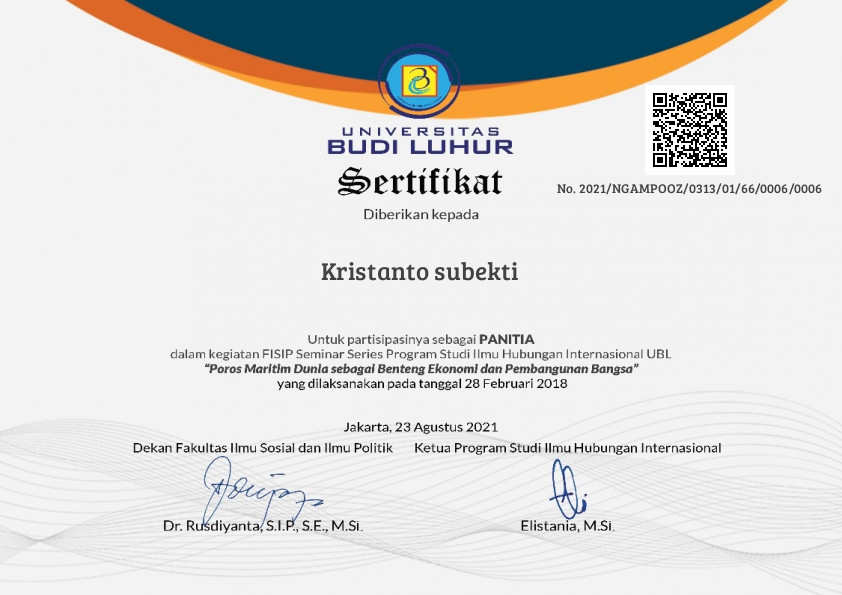 UNIVERSITAS
BUDI LUHUR
Sertifikat
No. 2021/NGAMPOOZ/0313/01/66/0006/0006
Diberikan kepada
Kristanto subekti
Untuk partisipasinya sebagai PANITIA
dalam kegiatan FISIP Seminar Series Program Studi Ilmu Hubungan Internasional UBL
“Poros Maritim Dunia sebagai Benteng Ekonomi dan Pembangunan Bangsa”
yang dilaksanakan pada tanggal 28 Februari 2018
Jakarta, 23 Agustus 2021
Dekan Fakultas Ilmu Sosial dan Ilmu Politik Ketua Program Studi Ilmu Hubungan Internasional
Dr. Rusdiyanta, S.I.P., S.E., M.Si. Elistania, M.Si.